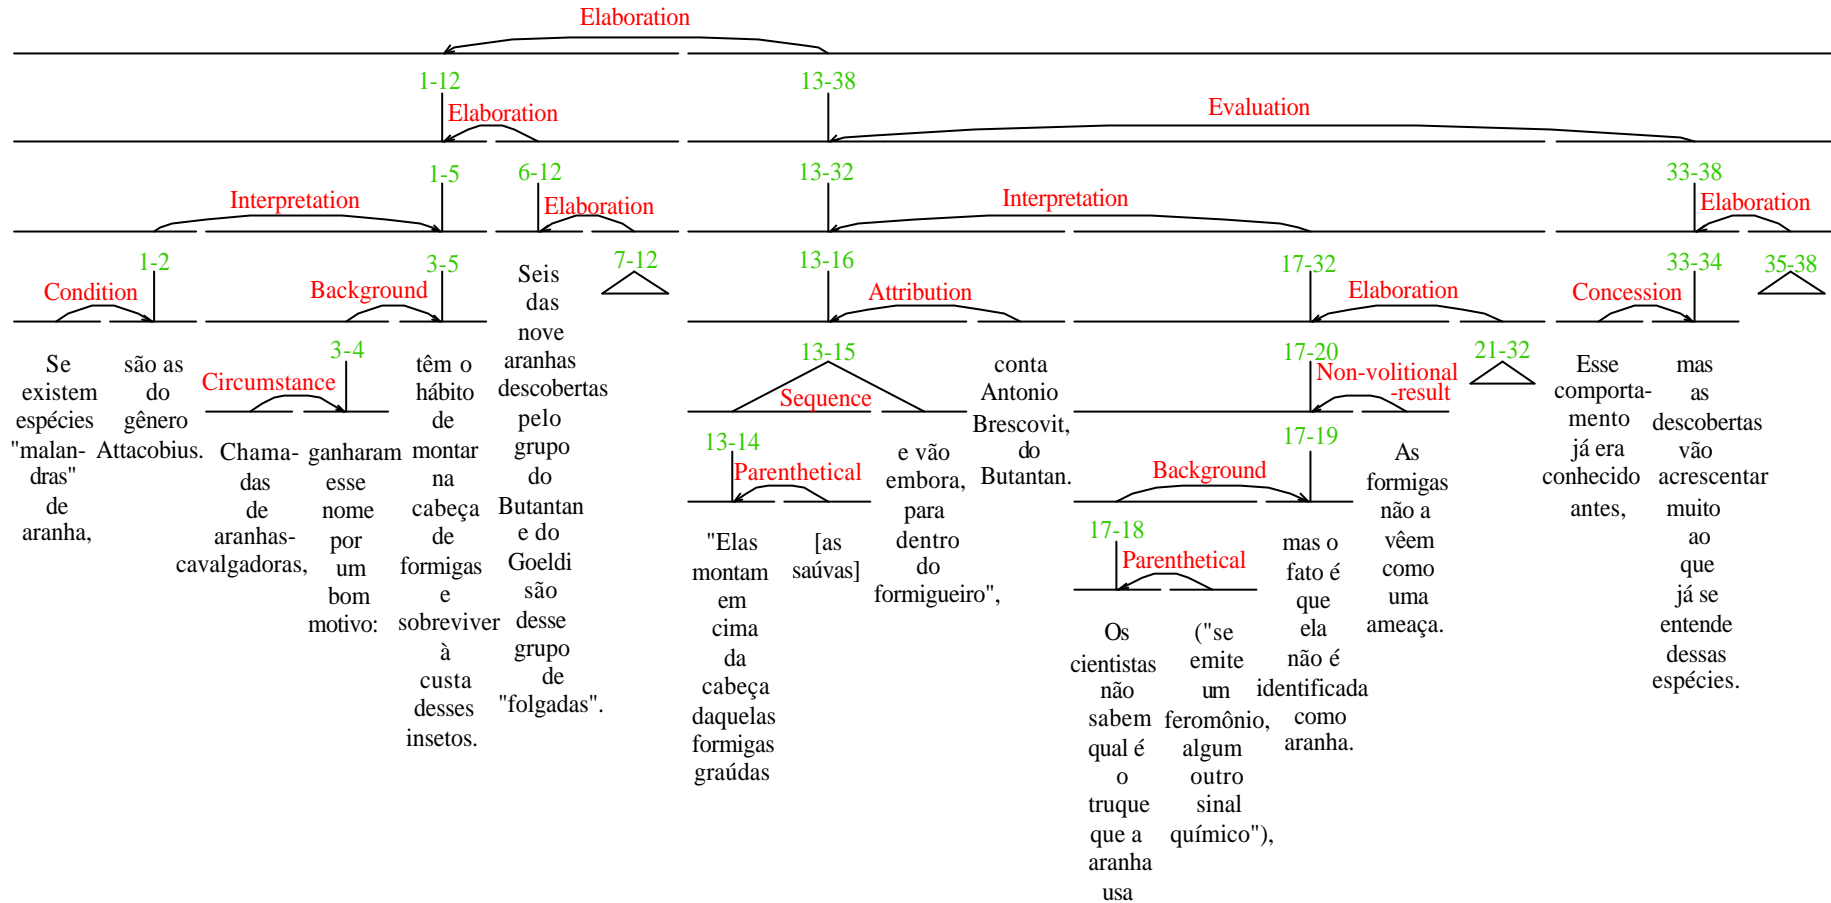 Elaboration
1-12
13-38
Elaboration
Evaluation
1-5
6-12
13-32
33-38
Interpretation
Elaboration
Interpretation
Elaboration
1-2
3-5
7-12
13-16
17-32
33-34
35-38
Condition
Background
Attribution
Elaboration
Concession
Se
existem
espécies
"malan-
dras"
de
aranha,
são as
do
gênero
Attacobius.
3-4
Circumstance
Chama-
das
de
aranhas-
cavalgadoras,
ganharam
esse
nome
por
um
bom
motivo:
têm o
hábito
de
montar
na
cabeça
de
formigas
e
sobreviver
à
custa
desses
insetos.
Seis
das
nove
aranhas
descobertas
pelo
grupo
do
Butantan
e do
Goeldi
são
desse
grupo
de
"folgadas".
13-15
Sequence
13-14
Parenthetical
"Elas
montam
em
cima
da
cabeça
daquelas
formigas
graúdas
[as
saúvas]
e vão
embora,
para
dentro
do
formigueiro",
conta
Antonio
Brescovit,
do
Butantan.
17-20
Non-volitional
-result
17-19
Background
17-18
Parenthetical
Os
cientistas
não
sabem
qual é
o
truque
que a
aranha
usa
("se
emite
um
feromônio,
algum
outro
sinal
químico"),
mas o
fato é
que
ela
não é
identificada
como
aranha.
As
formigas
não a
vêem
como
uma
ameaça.
21-32
Esse
comporta-
mento
já era
conhecido
antes,
mas
as
descobertas
vão
acrescentar
muito
ao
que
já se
entende
dessas
espécies.